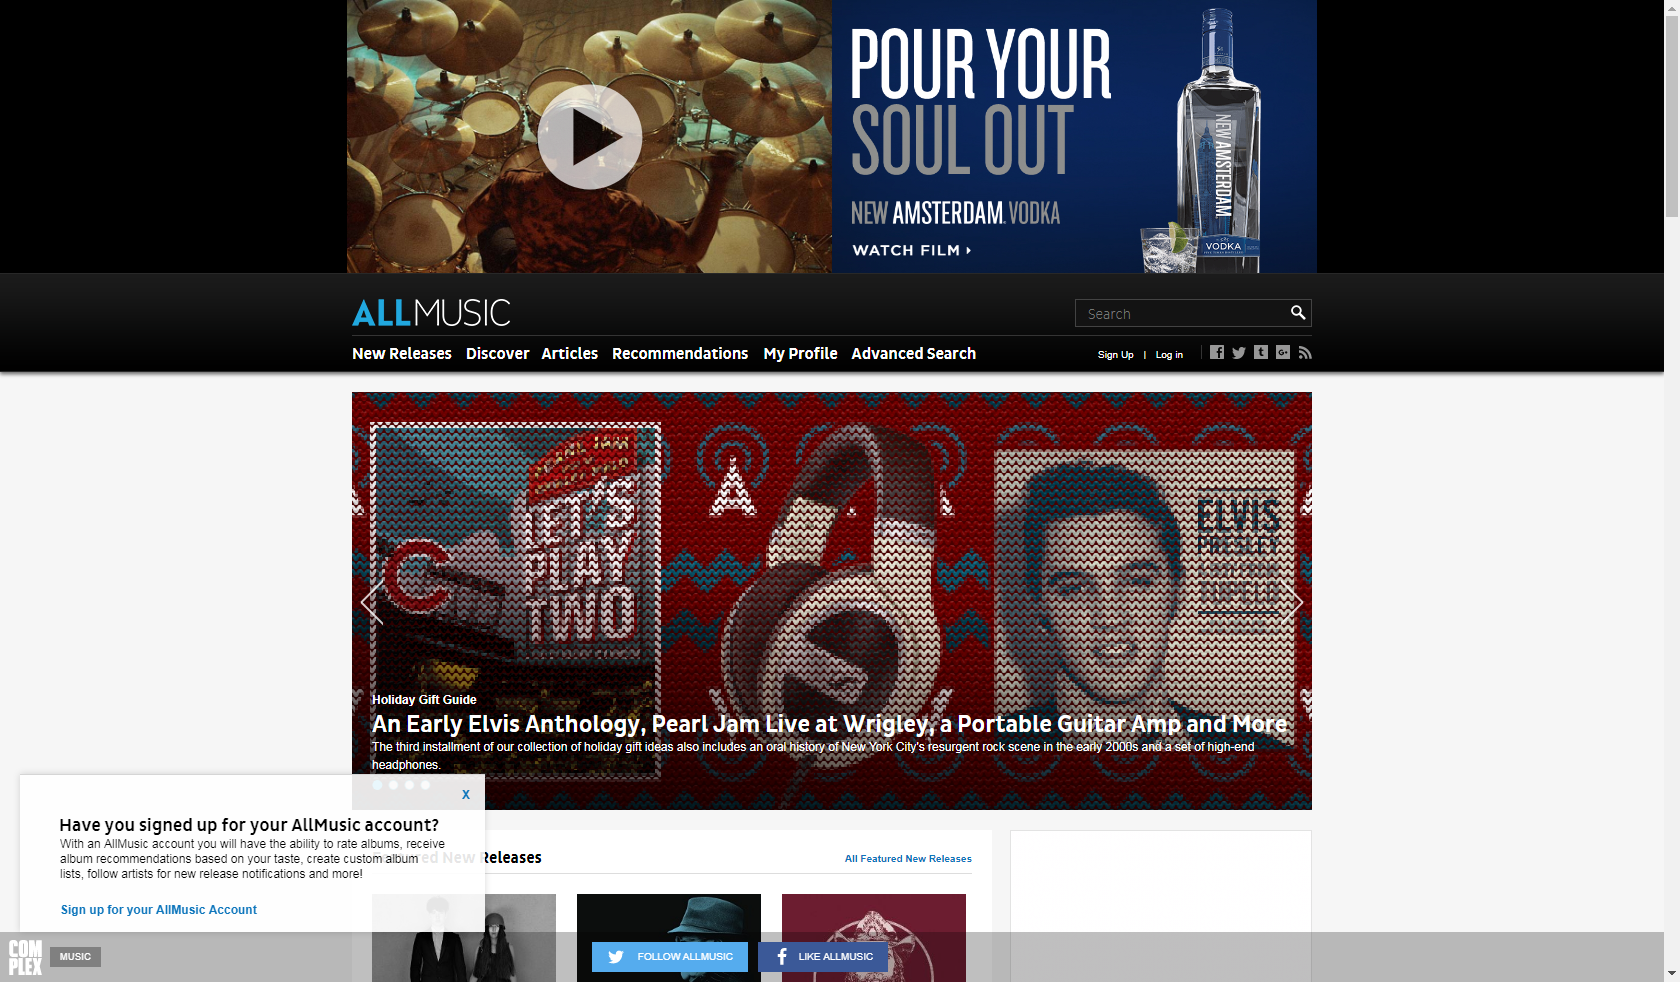 POUR YOUR
SOUL OUT
NEW AMSTERDAM VODKA
WATCH FILM
NEW AMSTERDAM
VODKA
ALLMUSIC
Search
New Releases Discover Articles Recommendations My Profile Advanced Search
Sign Up | Log in
LET'S
PLAY
TWO
C
A
ELVIS
PRESLEY
Holiday Gift Guide
An Early Elvis Anthology, Pearl Jam Live at Wrigley, a Portable Guitar Amp and More
The third installment of our collection of holiday gift ideas also includes an oral history of New York City's resurgent rock scene in the early 2000s and a set of high-end
headphones.
X
Have you signed up for your AllMusic account?
With an AllMusic account you will have the ability to rate albums, receive
album recommendations based on your taste, create custom album
lists, follow artists for new release notifications and more!
Sign up for your AllMusic Account
Featured New Releases
All Featured New Releases
COM
PLEX
MUSIC
FOLLOW ALLMUSIC
LIKE ALLMUSIC